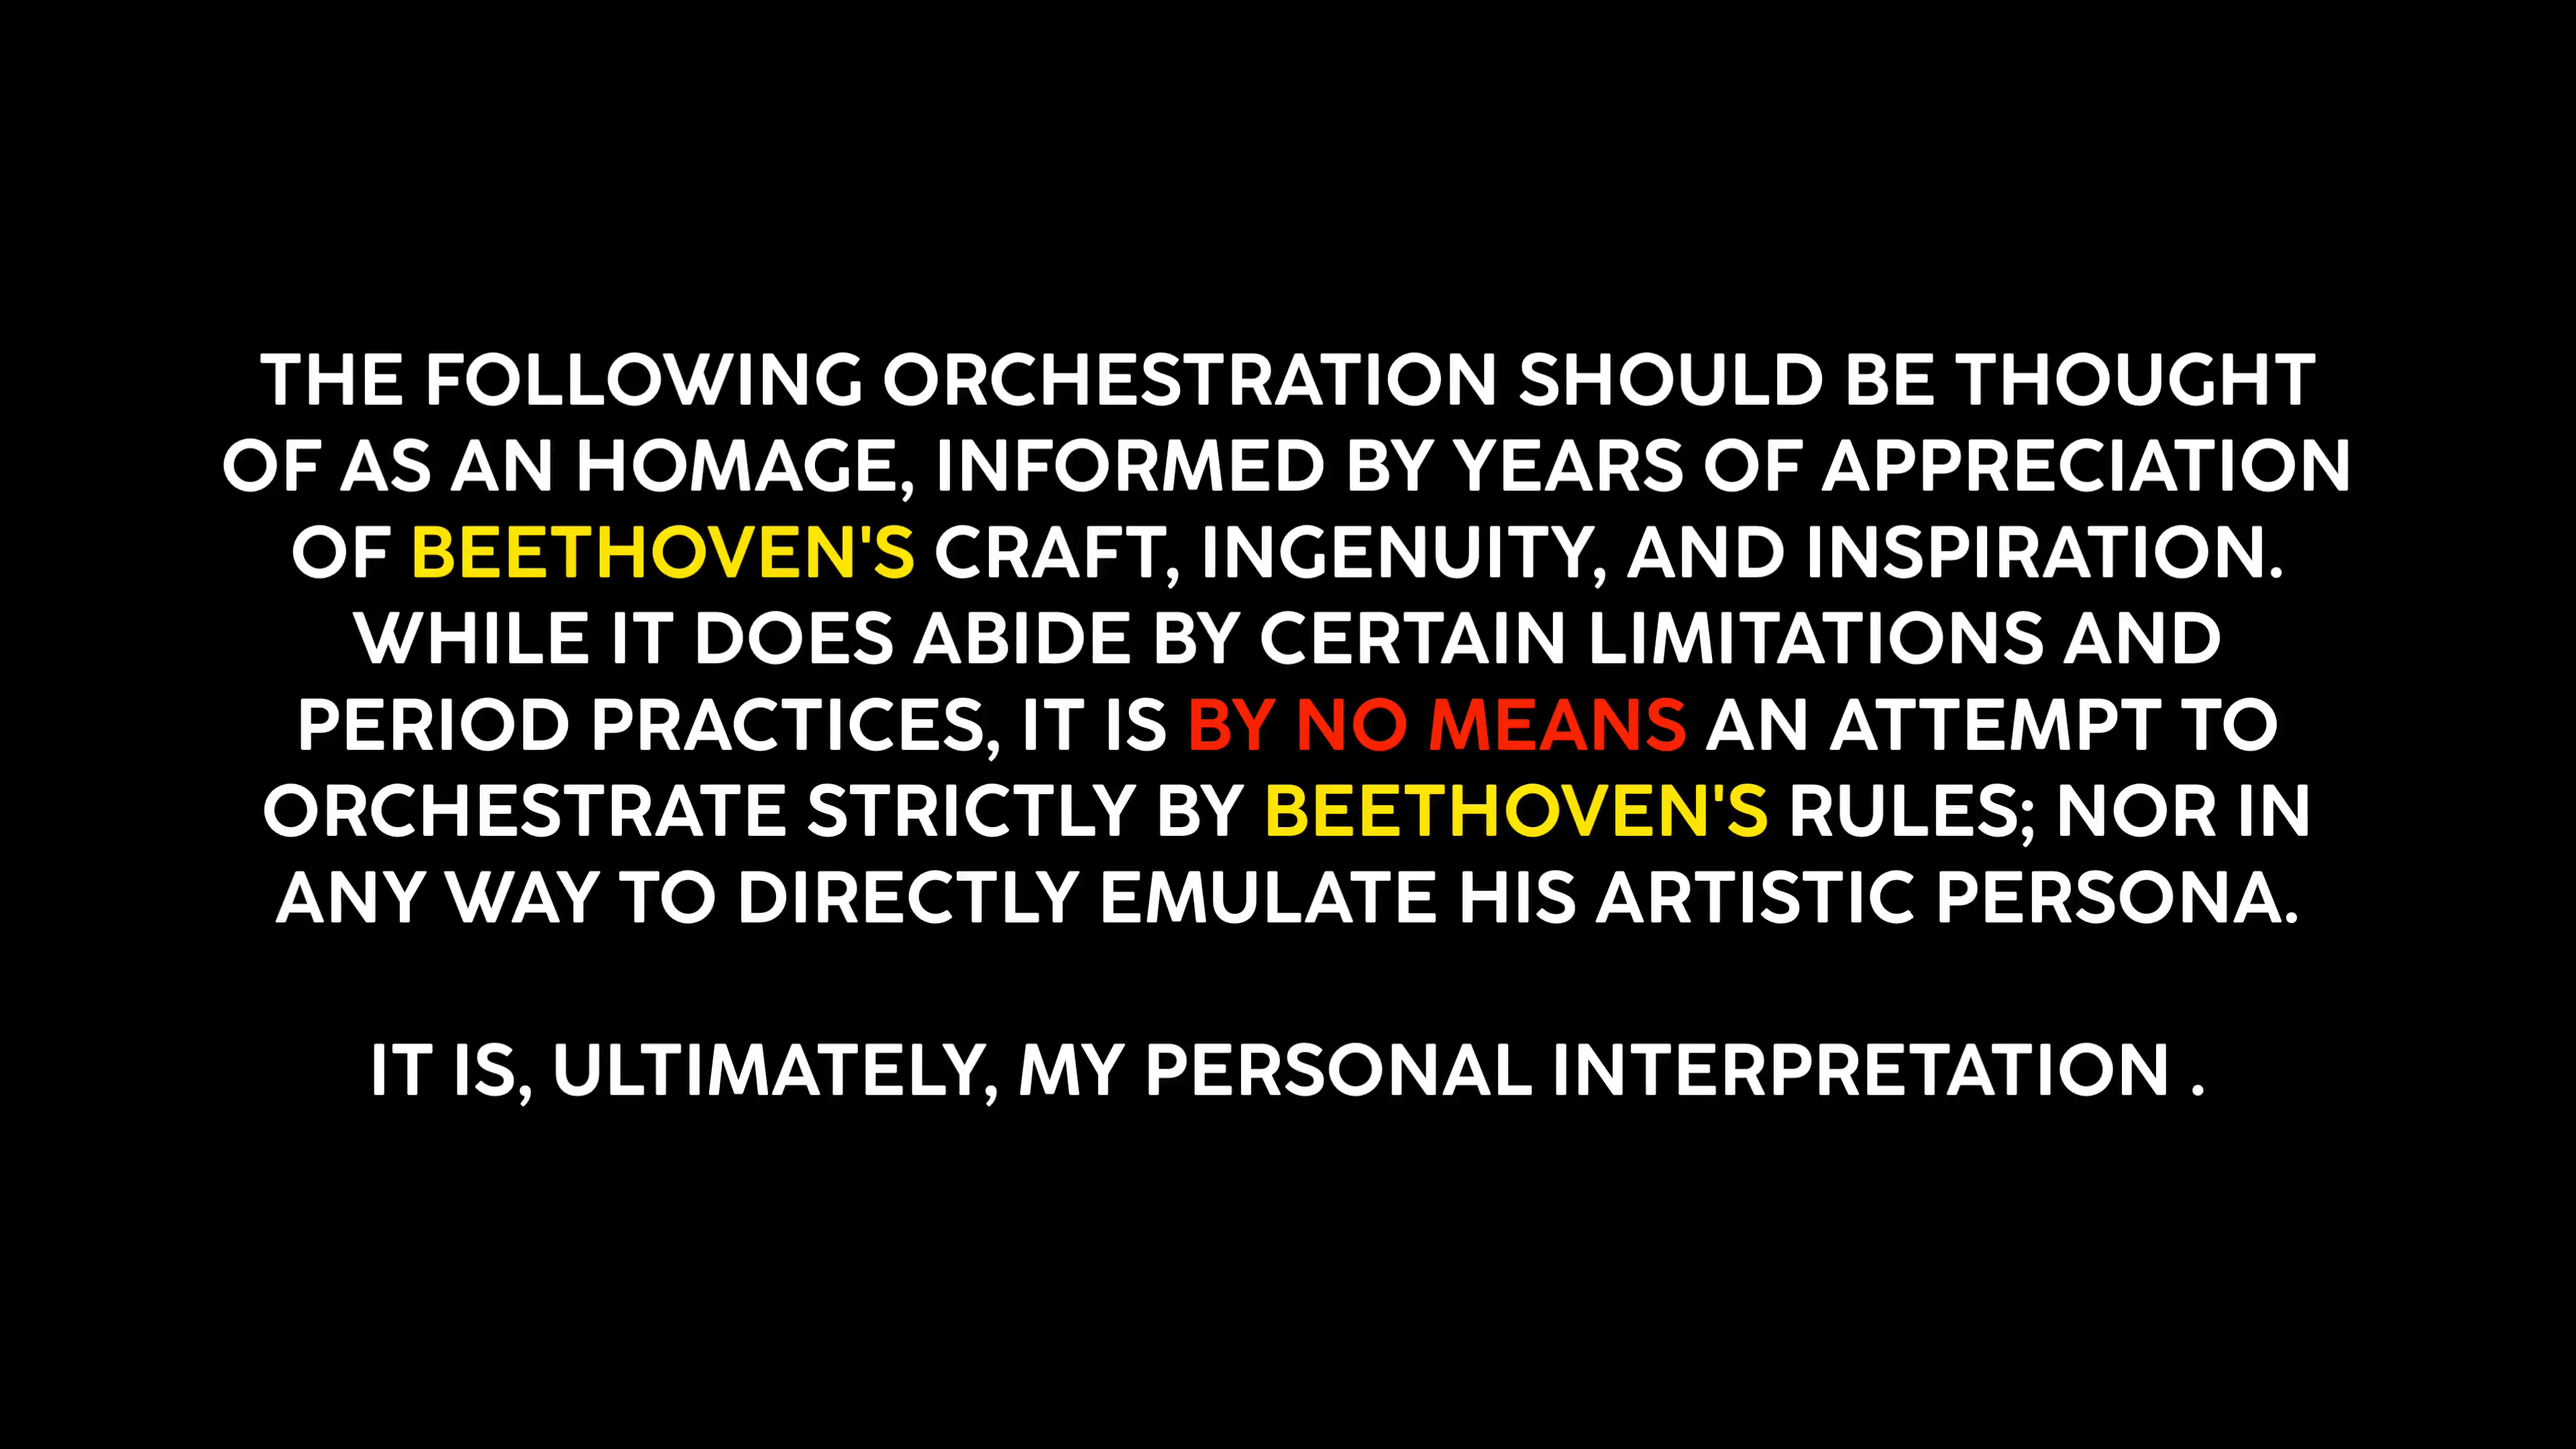 THE FOLLOWING ORCHESTRATION SHOULD BE THOUGHT
OF AS AN HOMAGE, INFORMED BY YEARS OF APPRECIATION
OF BEETHOVEN'S CRAFT, INGENUITY, AND INSPIRATION.
WHILE IT DOES ABIDE BY CERTAIN LIMITATIONS AND
PERIOD PRACTICES, IT IS BY NO MEANS AN ATTEMPT TO
ORCHESTRATE STRICTLY BY BEETHOVEN'S RULES; NOR IN
ANY WAY TO DIRECTLY EMULATE HIS ARTISTIC PERSONA.
IT IS, ULTIMATELY, MY PERSONAL INTERPRETATION .